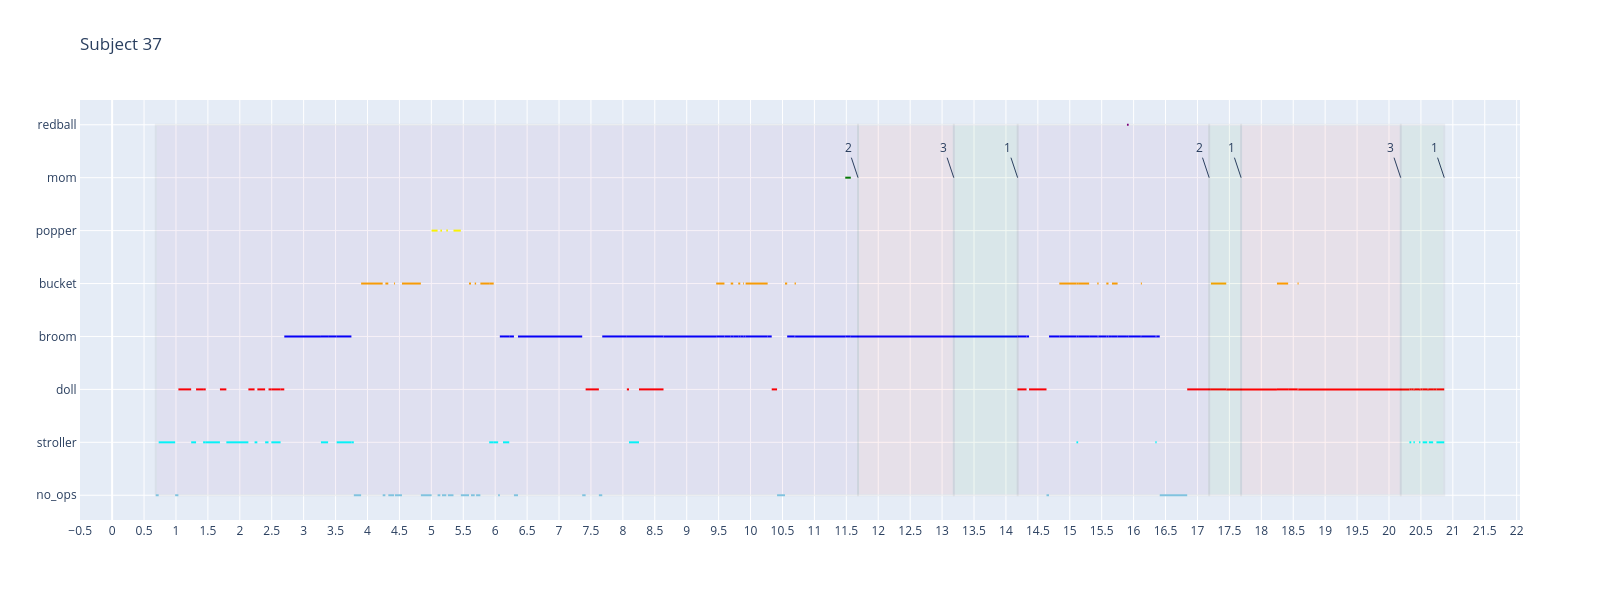 Subject 37
redball
2 3 1 2 1 3 1
mom
popper
bucket
broom
doll
stroller
no_ops
−0.5 0 0.5 1 1.5 2 2.5 3 3.5 4 4.5 5 5.5 6 6.5 7 7.5 8 8.5 9 9.5 10 10.5 11 11.5 12 12.5 13 13.5 14 14.5 15 15.5 16 16.5 17 17.5 18 18.5 19 19.5 20 20.5 21 21.5 22